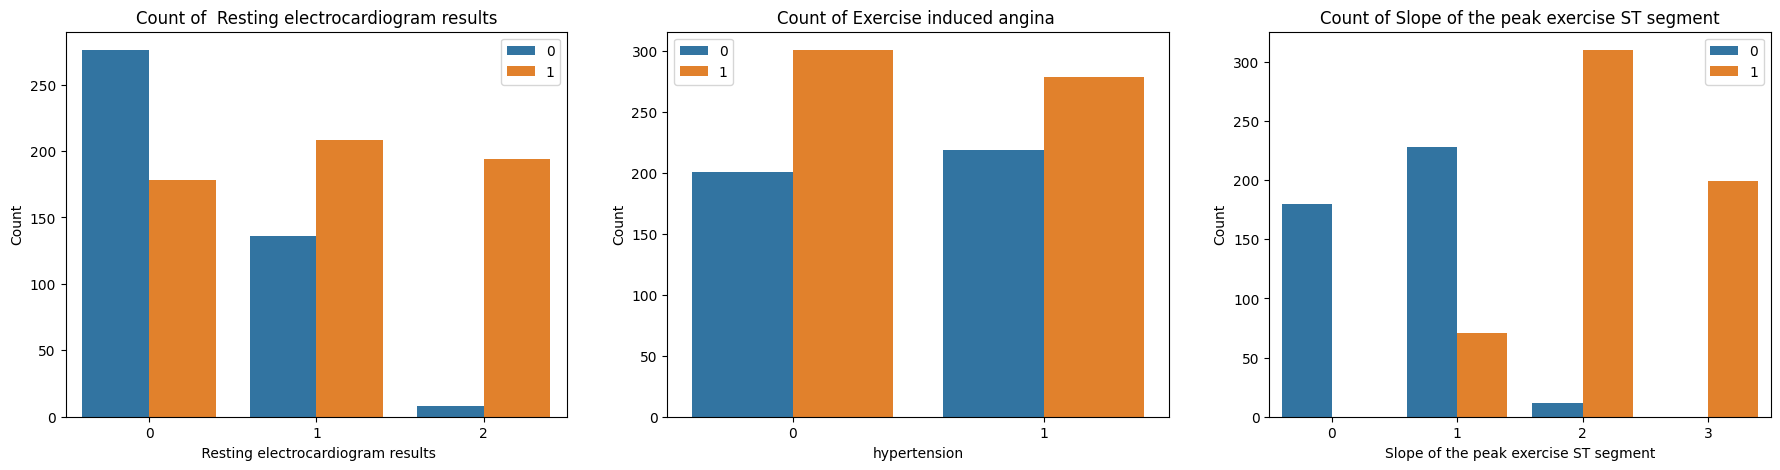 Count of  Resting electrocardiogram results
0
1
250
200
150
100
50
0
Count
0 1 2
Resting electrocardiogram results
Count of Exercise induced angina
0
1
300
250
200
150
100
50
0
Count
0 1
hypertension
Count of Slope of the peak exercise ST segment
0
1
300
250
200
150
100
50
0
Count
0 1 2 3
Slope of the peak exercise ST segment